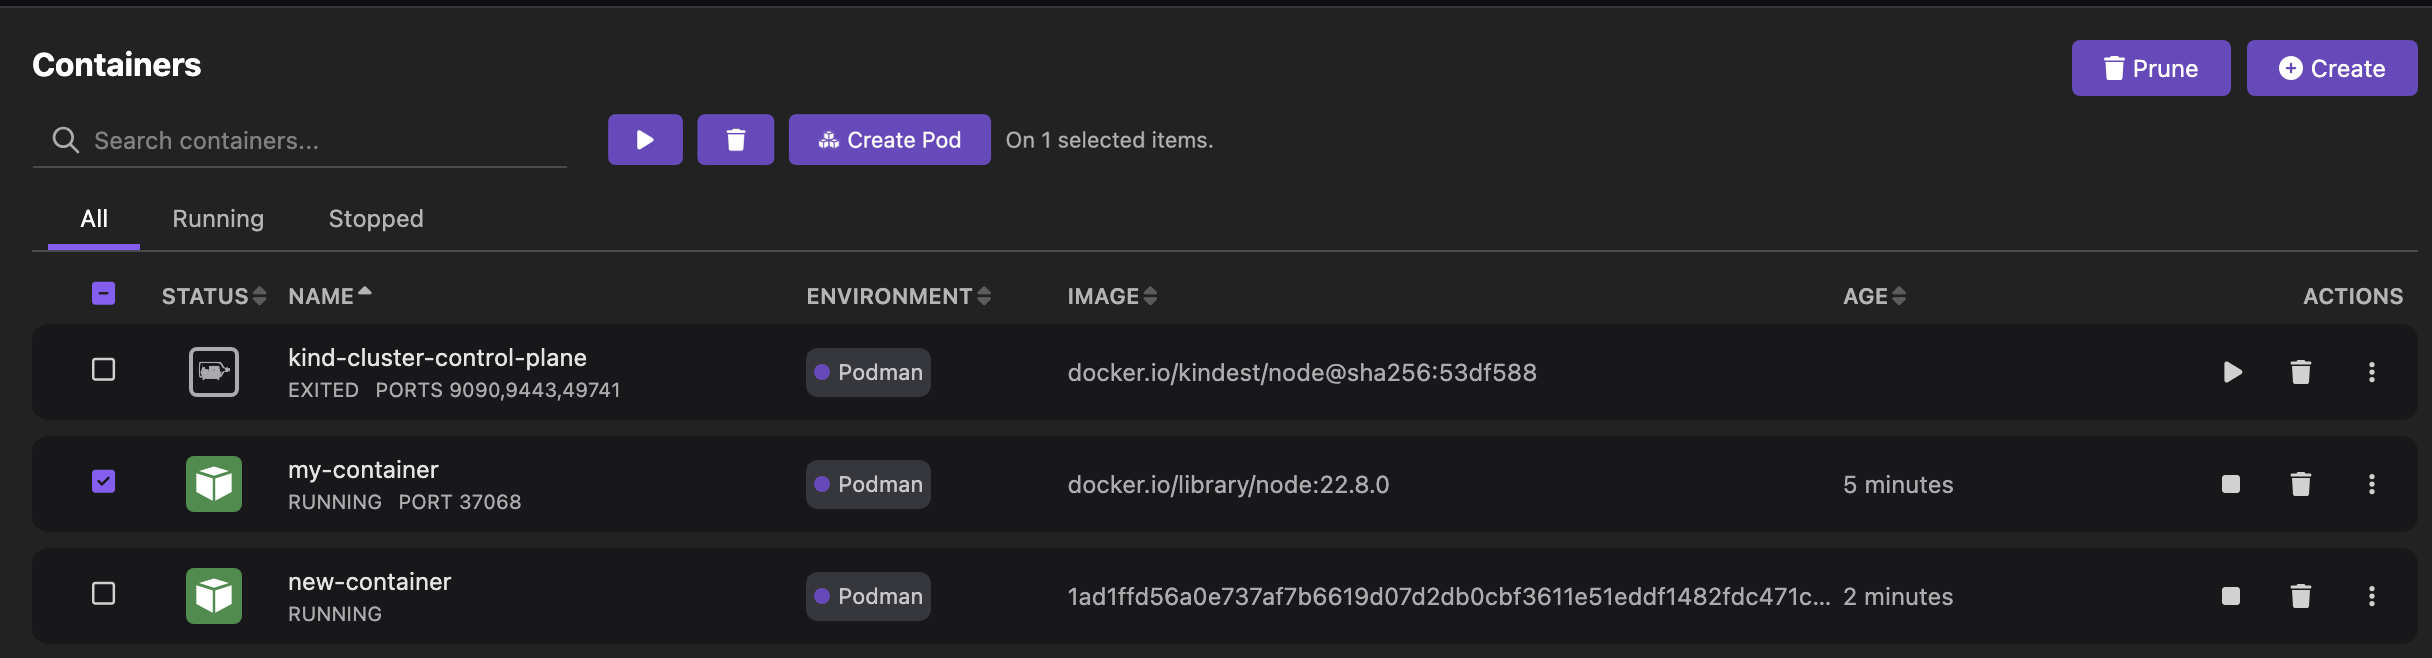 Containers
Prune
Create
Search containers...
Create Pod
On 1 selected items.
All
Running
Stopped
STATUS
NAME
ENVIRONMENT
IMAGE
AGE
ACTIONS
kind-cluster-control-plane
EXITED PORTS 9090,9443,49741
Podman
docker.io/kindest/node@sha256:53df588
my-container
RUNNING PORT 37068
Podman
docker.io/library/node:22.8.0
5 minutes
new-container
RUNNING
Podman
1ad1ffd56a0e737af7b6619d07d2db0cbf3611e51eddf1482fdc471c...
2 minutes